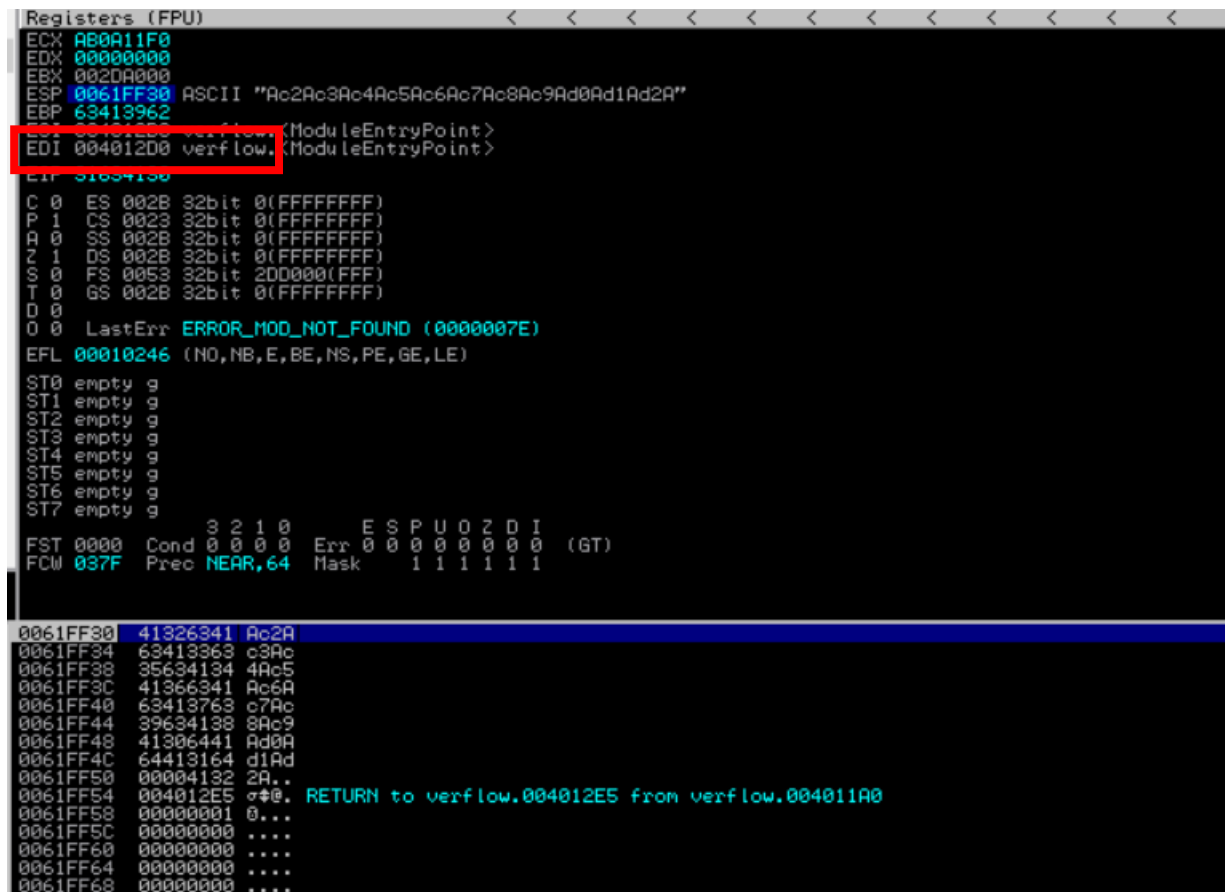 Registers (FPU) < < < < < < < < < < < <
ECX AB0A11F0
EDX 00000000
EBX 002DA000
ESP 0061FF30 ASCII "Ac2Ac3Ac4Ac5Ac6Ac7Ac8Ac9Ad0Ad1Ad2A"
EBP 63413962
ESI 004012D0 verflow.<ModuleEntryPoint>
EDI 004012D0 verflow.<ModuleEntryPoint>
EIP 31634130
C 0 ES 002B 32bit 0(FFFFFFFF)
P 1 CS 0023 32bit 0(FFFFFFFF)
A 0 SS 002B 32bit 0(FFFFFFFF)
Z 1 DS 002B 32bit 0(FFFFFFFF)
S 0 FS 0053 32bit 2DD000(FFF)
T 0 GS 002B 32bit 0(FFFFFFFF)
D 0
O 0 LastErr ERROR_MOD_NOT_FOUND (0000007E)
EFL 00010246 (NO,NB,E,BE,NS,PE,GE,LE)
ST0 empty g
ST1 empty g
ST2 empty g
ST3 empty g
ST4 empty g
ST5 empty g
ST6 empty g
ST7 empty g
3 2 1 0 E S P U O Z D I
FST 0000 Cond 0 0 0 0 Err 0 0 0 0 0 0 0 0 (GT)
FCW 037F Prec NEAR,64 Mask 1 1 1 1 1 1
0061FF30 41326341 Ac2A
0061FF34 63413363 c3Ac
0061FF38 35634134 4Ac5
0061FF3C 41366341 Ac6A
0061FF40 63413763 c7Ac
0061FF44 39634138 8Ac9
0061FF48 41306441 Ad0A
0061FF4C 64413164 d1Ad
0061FF50 00004132 2A..
0061FF54 004012E5 σ‡@. RETURN to verflow.004012E5 from verflow.004011A0
0061FF58 00000001 ☺...
0061FF5C 00000000 ....
0061FF60 00000000 ....
0061FF64 00000000 ....
0061FF68 00000000 ....